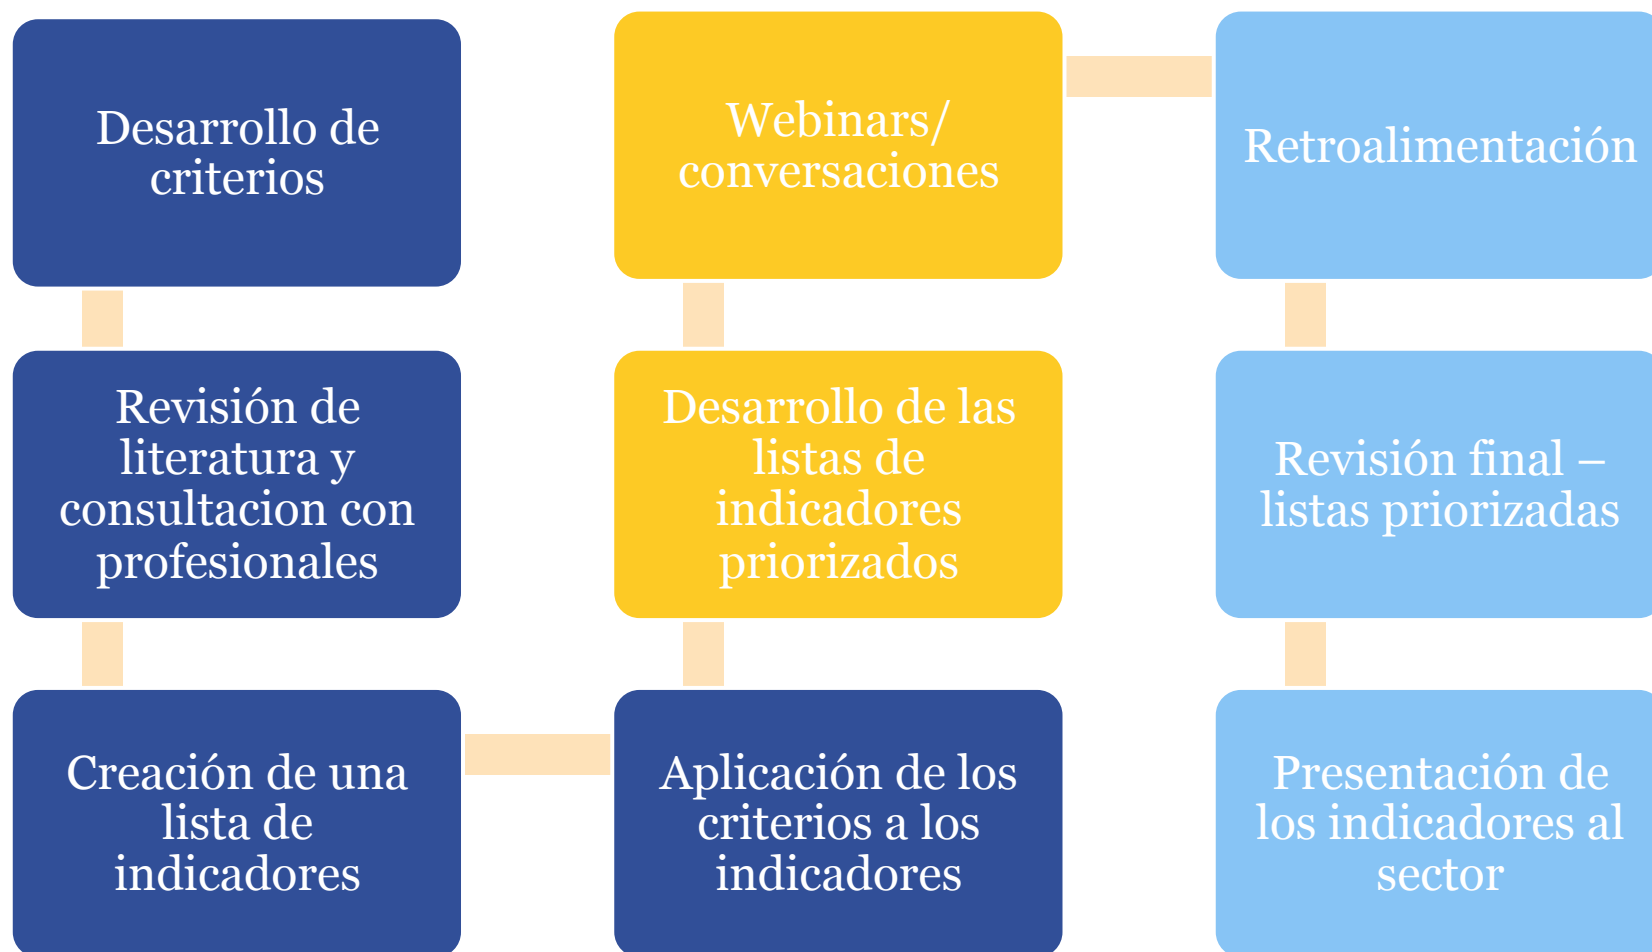 Desarrollo de
criterios
Revisión de
literatura y
consultacion con
profesionales
Creación de una
lista de
indicadores
Aplicación de los
criterios a los
indicadores
Desarrollo de las
listas de
indicadores
priorizados
Webinars/
conversaciones
Retroalimentación
Revisión final –
listas priorizadas
Presentación de
los indicadores al
sector